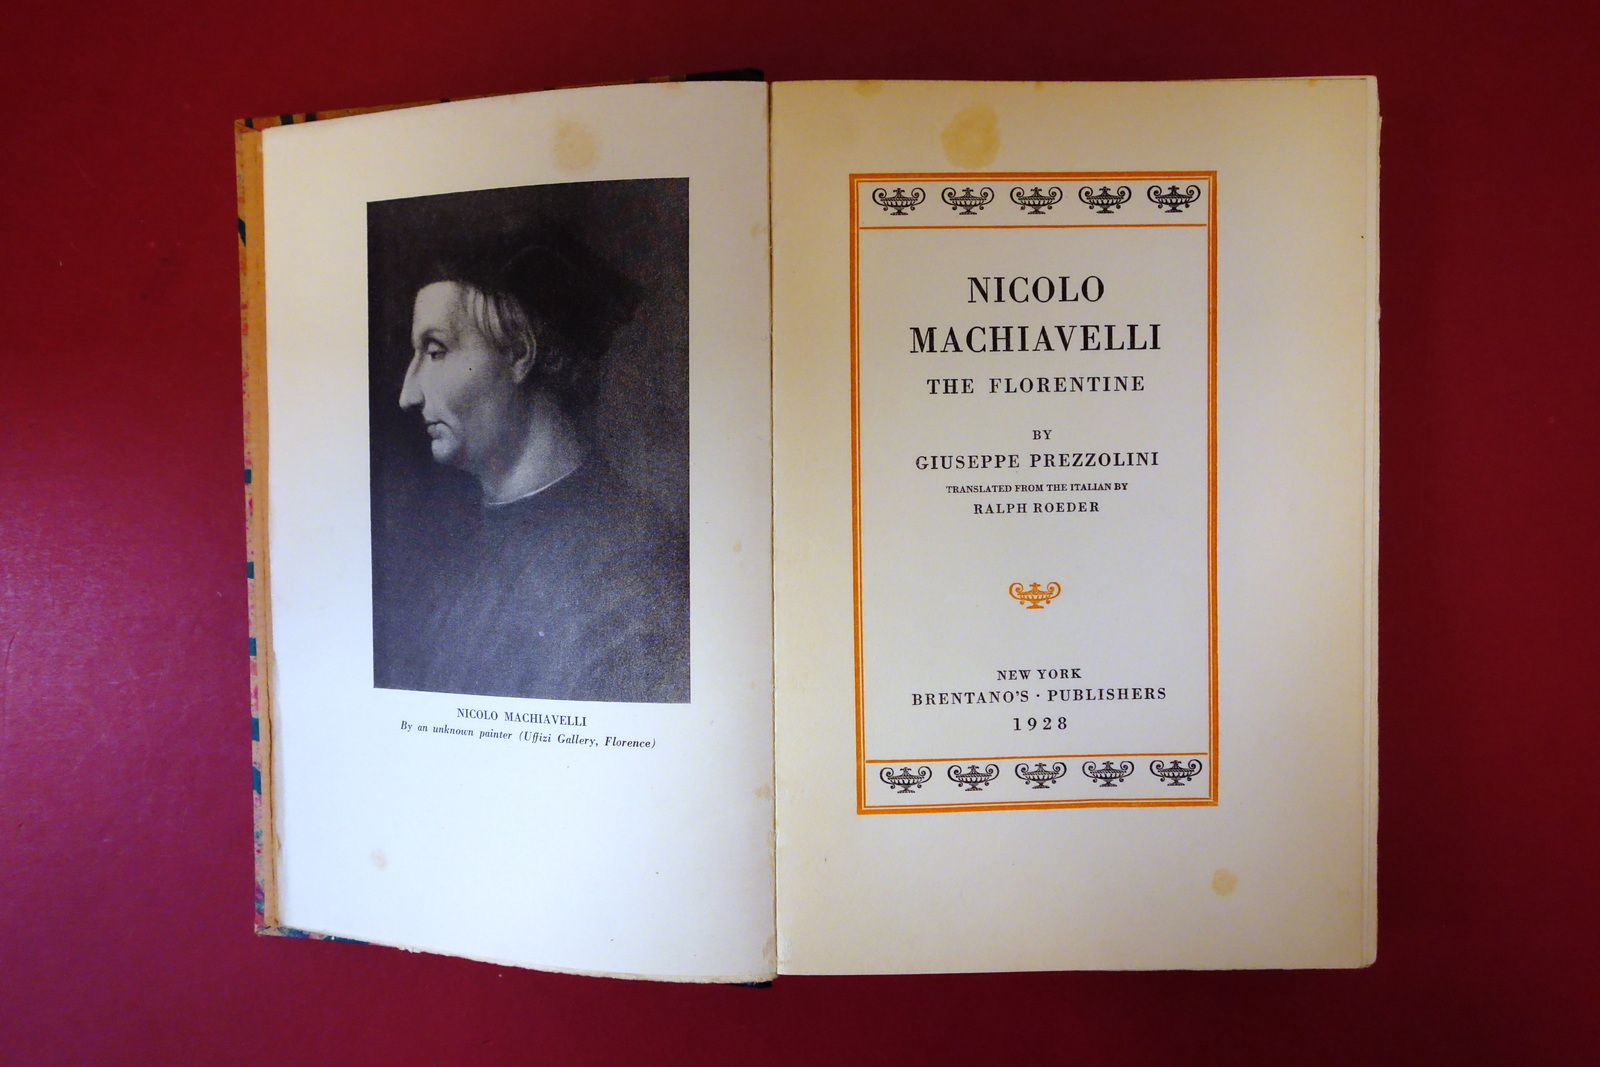 NICOLO MACHIAVELLI
By an unknown painter (Uffizi Gallery, Florence)
NICOLO
MACHIAVELLI
THE FLORENTINE
BY
GIUSEPPE PREZZOLINI
TRANSLATED FROM THE ITALIAN BY
RALPH ROEDER
NEW YORK
BRENTANO'S · PUBLISHERS
1928